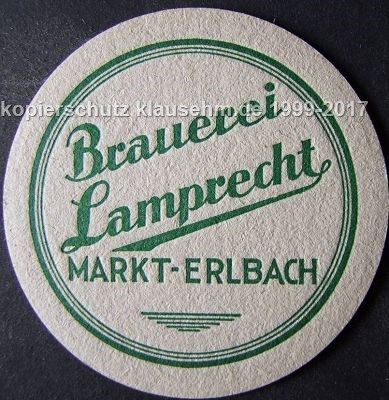 kopierschutz klausehm.de 1999-2017
Brauerei
Lamprecht
MARKT-ERLBACH